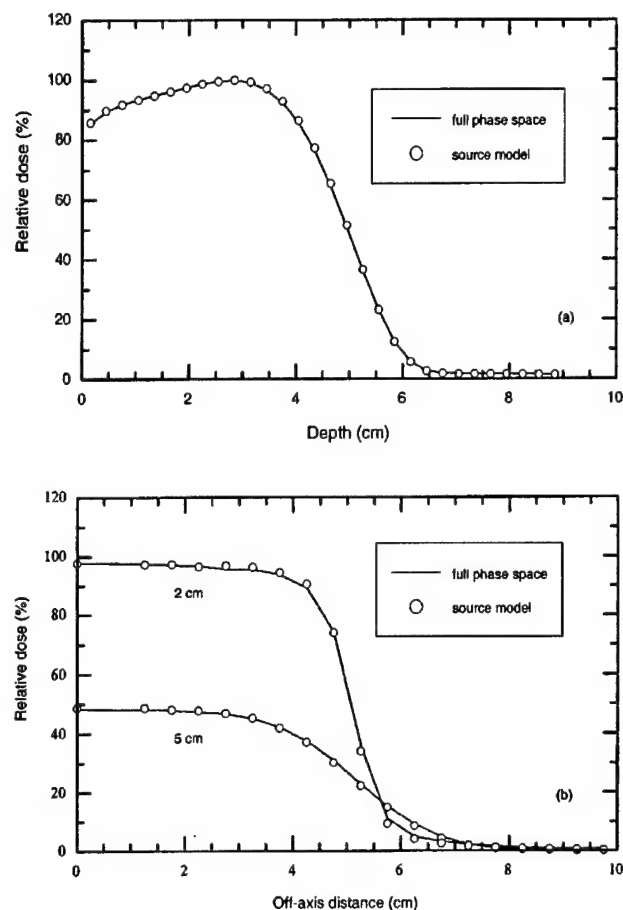 120
100
80
60
40
20
0
Relative dose (%)
full phase space
source model
(a)
0 2 4 6 8 10
Depth (cm)
120
100
80
60
40
20
0
Relative dose (%)
2 cm
5 cm
full phase space
source model
(b)
0 2 4 6 8 10
Off-axis distance (cm)